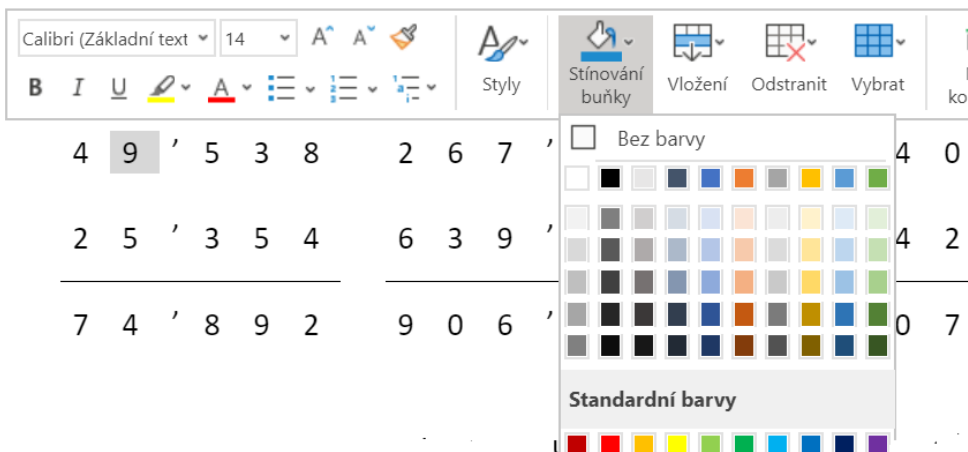 Calibri (Základní text 14 A A
B I U A Styly Stínování buňky Vložení Odstranit Vybrat
Bez barvy
4 9 ’ 5 3 8 2 6 7 ’ 4 0
2 5 ’ 3 5 4 6 3 9 ’ 4 2
7 4 ’ 8 9 2 9 0 6 ’ 0 7
Standardní barvy